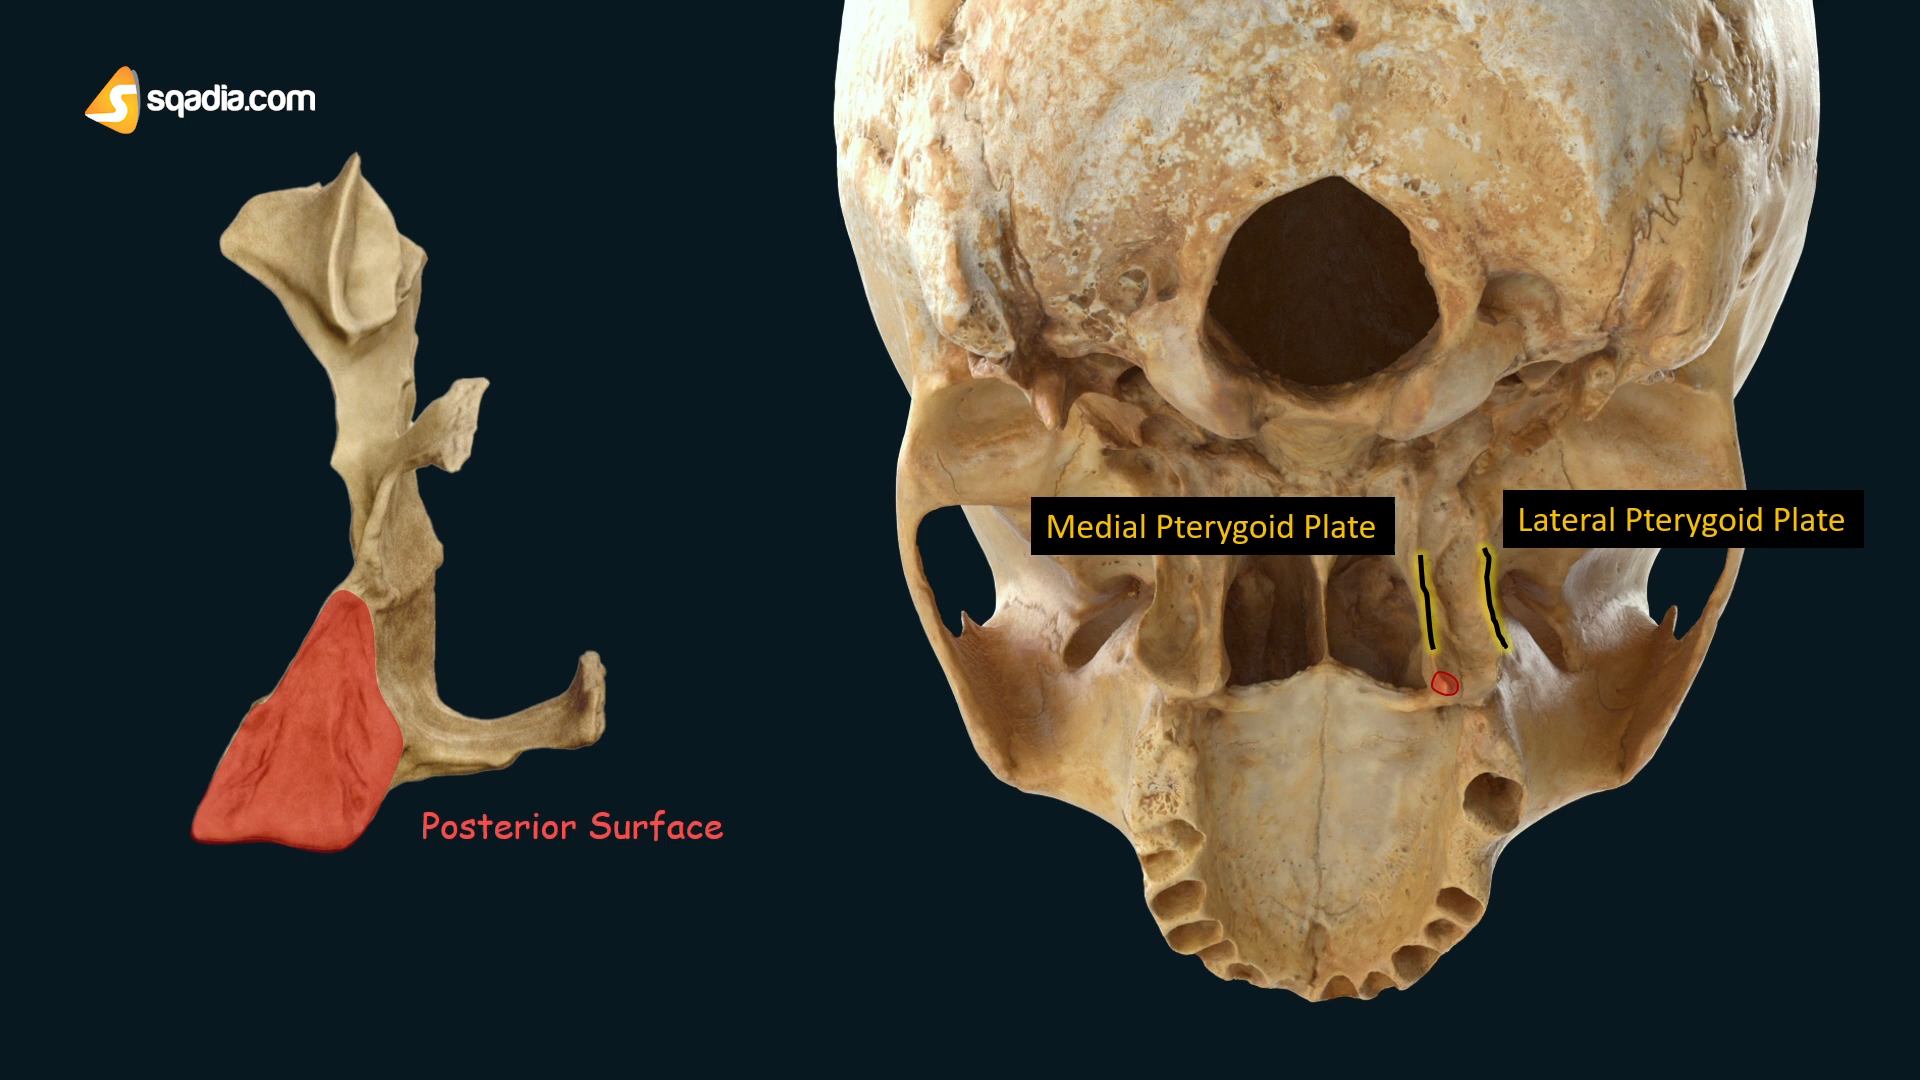 sqadia.com
Medial Pterygoid Plate
Lateral Pterygoid Plate
Posterior Surface